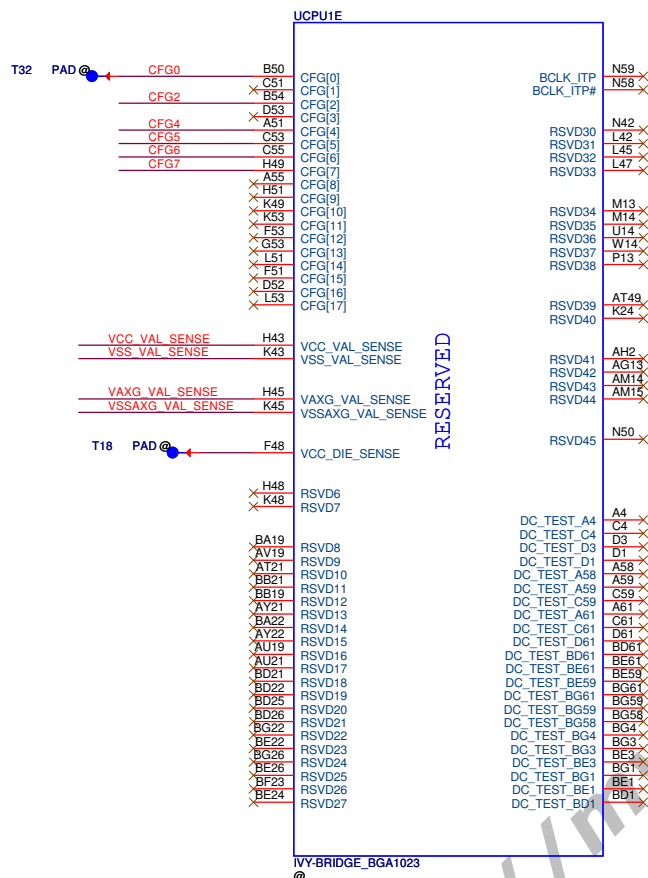 UCPU1E
T32 PAD @ CFG0 B50 CFG[0] BCLK_ITP N59
C51 CFG[1] BCLK_ITP# N58
CFG2 B54 CFG[2]
D53 CFG[3]
CFG4 A51 CFG[4] RSVD30 N42
CFG5 C53 CFG[5] RSVD31 L42
CFG6 C55 CFG[6] RSVD32 L45
CFG7 H49 CFG[7] RSVD33 L47
A55 CFG[8]
H51 CFG[9]
K49 CFG[10] RSVD34 M13
K53 CFG[11] RSVD35 M14
F53 CFG[12] RSVD36 U14
G53 CFG[13] RSVD37 W14
L51 CFG[14] RSVD38 P13
F51 CFG[15]
D52 CFG[16]
L53 CFG[17] RSVD39 AT49
RSVD40 K24
VCC_VAL_SENSE H43 VCC_VAL_SENSE
VSS_VAL_SENSE K43 VSS_VAL_SENSE RSVD41 AH2
RSVD42 AG13
RSVD43 AM14
VAXG_VAL_SENSE H45 VAXG_VAL_SENSE RSVD44 AM15
VSSAXG_VAL_SENSE K45 VSSAXG_VAL_SENSE
RESERVED
RSVD45 N50
T18 PAD @ F48 VCC_DIE_SENSE
H48 RSVD6
K48 RSVD7
DC_TEST_A4 A4
DC_TEST_C4 C4
BA19 RSVD8 DC_TEST_D3 D3
AV19 RSVD9 DC_TEST_D1 D1
AT21 RSVD10 DC_TEST_A58 A58
BB21 RSVD11 DC_TEST_A59 A59
BB19 RSVD12 DC_TEST_C59 C59
AY21 RSVD13 DC_TEST_A61 A61
BA22 RSVD14 DC_TEST_C61 C61
AY22 RSVD15 DC_TEST_D61 D61
AU19 RSVD16 DC_TEST_BD61 BD61
AU21 RSVD17 DC_TEST_BE61 BE61
BD21 RSVD18 DC_TEST_BE59 BE59
BD22 RSVD19 DC_TEST_BG61 BG61
BD25 RSVD20 DC_TEST_BG59 BG59
BD26 RSVD21 DC_TEST_BG58 BG58
BG22 RSVD22 DC_TEST_BG4 BG4
BE22 RSVD23 DC_TEST_BG3 BG3
BG26 RSVD24 DC_TEST_BE3 BE3
BE26 RSVD25 DC_TEST_BG1 BG1
BF23 RSVD26 DC_TEST_BE1 BE1
BE24 RSVD27 DC_TEST_BD1 BD1
IVY-BRIDGE_BGA1023
@